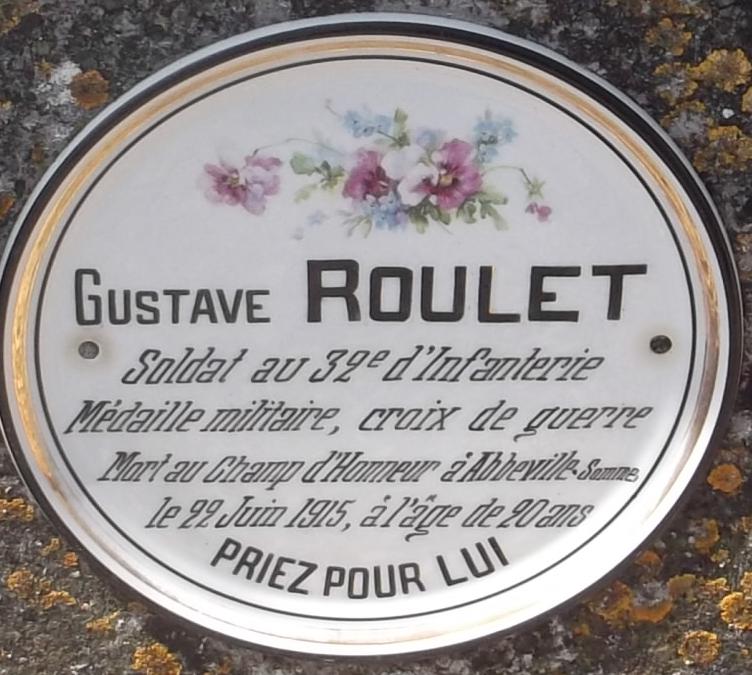 GUSTAVE ROULET
Soldat au 32e d'Infanterie
Médaille militaire, croix de guerre
Mort au Champ d'Honneur à Abbeville-Somme,
le 22 Juin 1915, à l'âge de 20 ans
PRIEZ POUR LUI